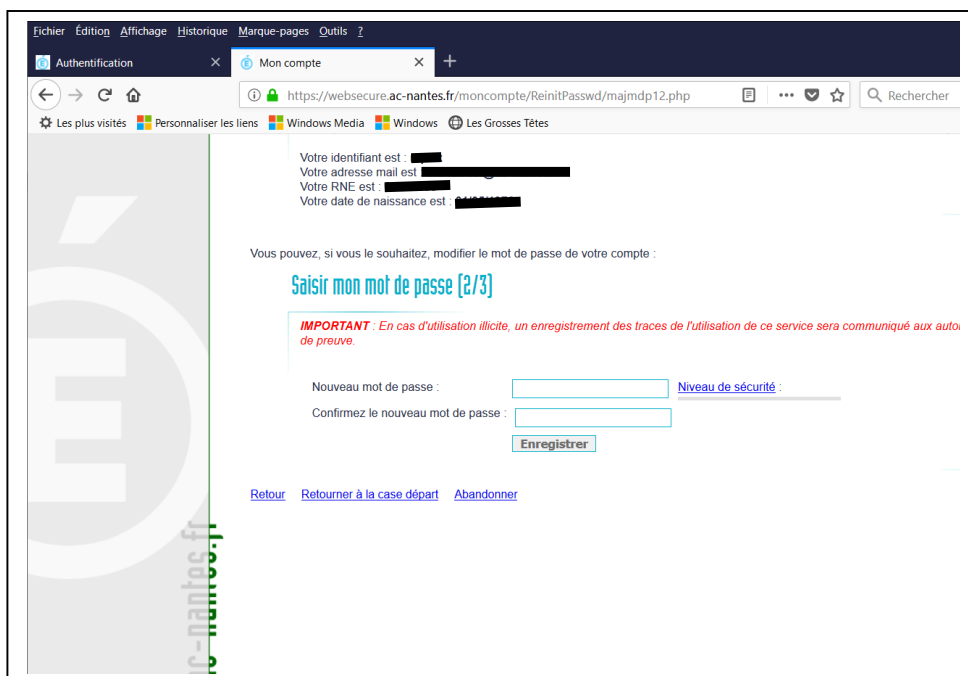 Fichier Édition Affichage Historique Marque-pages Outils ?
Authentification
Mon compte
https://websecure.ac-nantes.fr/moncompte/ReinitPasswd/majmdp12.php
Rechercher
Les plus visités Personnaliser les liens Windows Media Windows Les Grosses Têtes
Votre identifiant est :
Votre adresse mail est
Votre RNE est :
Votre date de naissance est :
Vous pouvez, si vous le souhaitez, modifier le mot de passe de votre compte :
Saisir mon mot de passe [2/3]
IMPORTANT : En cas d'utilisation illicite, un enregistrement des traces de l'utilisation de ce service sera communiqué aux
de preuve.
Nouveau mot de passe :
Niveau de sécurité :
Confirmez le nouveau mot de passe :
Enregistrer
Retour Retourner à la case départ Abandonner
É
ac-nantes.fr